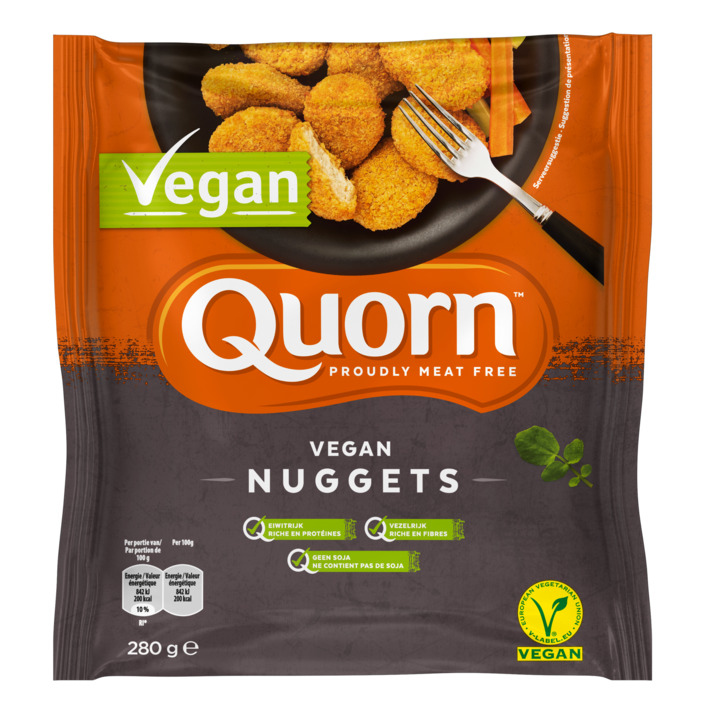 Serveersuggestie - Suggestion de présentation
Vegan
Quorn™
PROUDLY MEAT FREE
VEGAN
NUGGETS
EIWITRIJK
RICHE EN PROTÉINES
VEZELRIJK
RICHE EN FIBRES
GEEN SOJA
NE CONTIENT PAS DE SOJA
Per portie van/
Par portion de
100 g
Per 100g
Energie/Valeur
énergétique
842 kJ
200 kcal
10 %
RI*
Energie/Valeur
énergétique
842 kJ
200 kcal
280 g ℮
EUROPEAN VEGETARIAN UNION
V-LABEL.EU
®
VEGAN